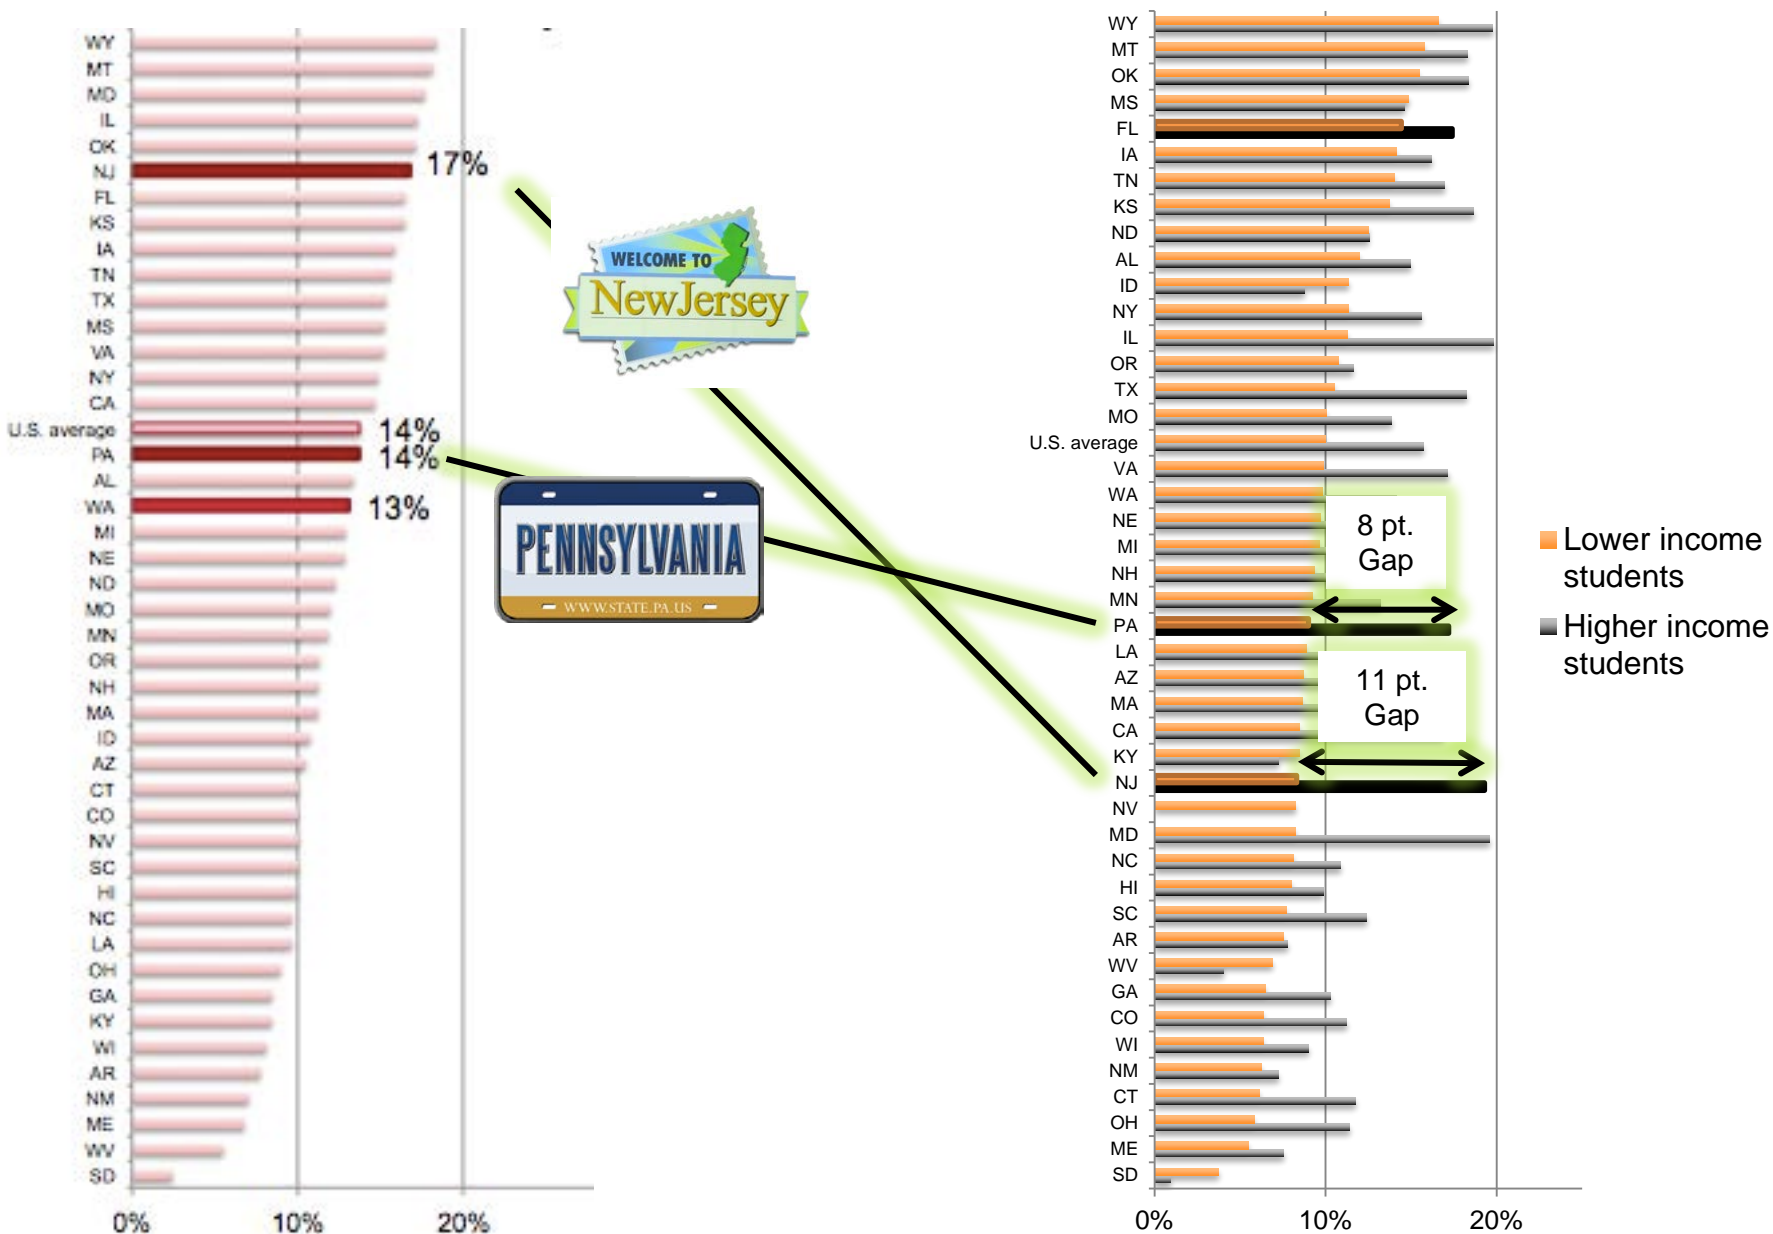 WY
MT
MD
IL
OK
NJ
17%
FL
KS
IA
TN
TX
MS
VA
NY
CA
U.S. average
14%
PA
14%
AL
WA
13%
MI
NE
ND
MO
MN
OR
NH
MA
ID
AZ
CT
CO
NV
SC
HI
NC
LA
OH
GA
KY
WI
AR
NM
ME
WV
SD
0%
10%
20%
WELCOME TO
New Jersey
PENNSYLVANIA
WWW.STATE.PA.US
WY
MT
OK
MS
FL
IA
TN
KS
ND
AL
ID
NY
IL
OR
TX
MO
U.S. average
VA
WA
NE
MI
NH
MN
PA
LA
AZ
MA
CA
KY
NJ
NV
MD
NC
HI
SC
AR
WV
GA
CO
WI
NM
CT
OH
ME
SD
0%
10%
20%
8 pt.
Gap
11 pt.
Gap
Lower income
students
Higher income
students